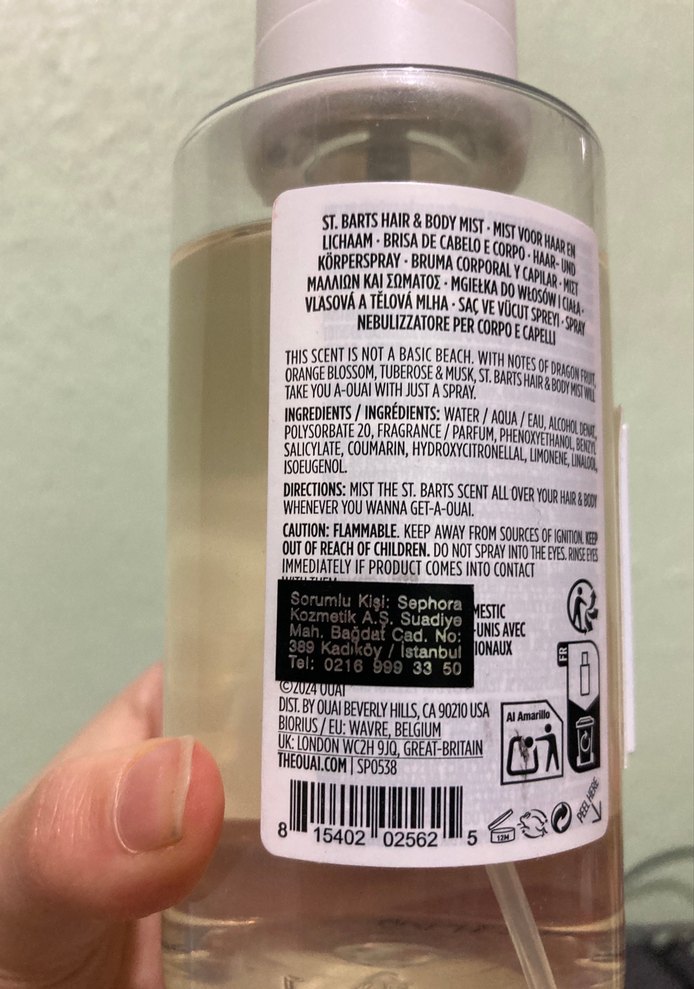 ST. BARTS HAIR & BODY MIST · MIST VOOR HAAR EN
LICHAAM · BRISA DE CABELO E CORPO · HAAR- UND
KÖRPERSPRAY · BRUMA CORPORAL Y CAPILAR · MIST
ΜΑΛΛΙΩΝ ΚΑΙ ΣΩΜΑΤΟΣ · MGIEŁKA DO WŁOSÓW I CIAŁA ·
VLASOVÁ A TĚLOVÁ MLHA · SAÇ VE VÜCUT SPREYİ · SPRAY
NEBULIZZATORE PER CORPO E CAPELLI
THIS SCENT IS NOT A BASIC BEACH. WITH NOTES OF DRAGON FRUIT,
ORANGE BLOSSOM, TUBEROSE & MUSK, ST. BARTS HAIR & BODY MIST WILL
TAKE YOU A-OUAI WITH JUST A SPRAY.
INGREDIENTS / INGRÉDIENTS: WATER / AQUA / EAU, ALCOHOL DENAT,
POLYSORBATE 20, FRAGRANCE / PARFUM, PHENOXYETHANOL, BENZYL
SALICYLATE, COUMARIN, HYDROXYCITRONELLAL, LIMONENE, LINALOOL,
ISOEUGENOL.
DIRECTIONS: MIST THE ST. BARTS SCENT ALL OVER YOUR HAIR & BODY
WHENEVER YOU WANNA GET-A-OUAI.
CAUTION: FLAMMABLE. KEEP AWAY FROM SOURCES OF IGNITION. KEEP
OUT OF REACH OF CHILDREN. DO NOT SPRAY INTO THE EYES. RINSE EYES
IMMEDIATELY IF PRODUCT COMES INTO CONTACT
WITH THEM.
Sorumlu Kişi: Sephora
Kozmetik A.Ş. Suadiye
Mah. Bağdat Cad. No:
389 Kadıköy / İstanbul
Tel: 0216 999 33 50
MESTIC
-UNIS AVEC
IONAUX
FR
©2024 OUAI
DIST. BY OUAI BEVERLY HILLS, CA 90210 USA
BIORIUS / EU: WAVRE, BELGIUM
UK: LONDON WC2H 9JQ, GREAT-BRITAIN
THEOUAI.COM | SP0538
Al Amarillo
8 15402 02562 5
12M
PEEL HERE